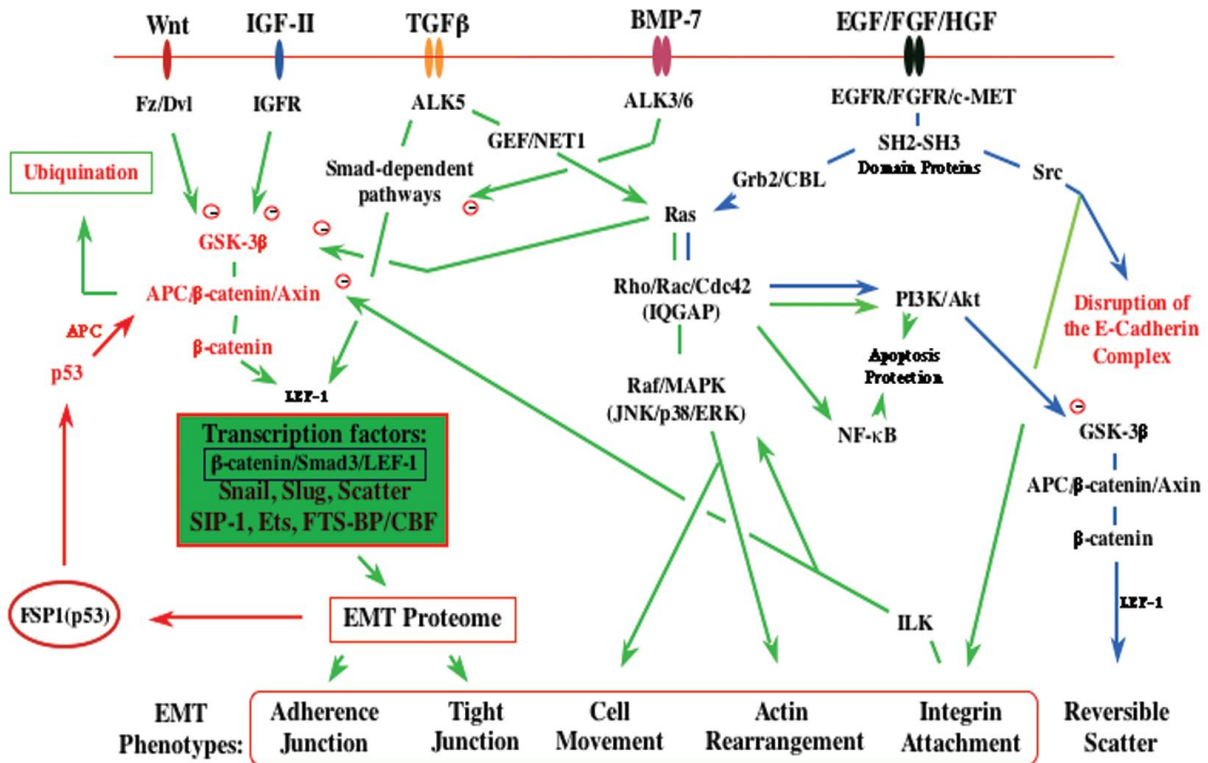 Wnt
IGF-II
TGFβ
BMP-7
EGF/FGF/HGF
Fz/Dvl
IGFR
ALK5
ALK3/6
EGFR/FGFR/c-MET
GEF/NET1
SH2-SH3
Domain Proteins
Ubiquination
Smad-dependent
pathways
Grb2/CBL
Src
Ras
GSK-3β
APC/β-catenin/Axin
Rho/Rac/Cdc42
(IQGAP)
PI3K/Akt
Disruption of
the E-Cadherin
Complex
APC
p53
β-catenin
LEF-1
Apoptosis
Protection
Raf/MAPK
(JNK/p38/ERK)
NF-κB
GSK-3β
Transcription factors:
β-catenin/Smad3/LEF-1
Snail, Slug, Scatter
SIP-1, Ets, FTS-BP/CBF
APC/β-catenin/Axin
β-catenin
LEF-1
FSP1(p53)
EMT Proteome
ILK
EMT
Phenotypes:
Adherence
Junction
Tight
Junction
Cell
Movement
Actin
Rearrangement
Integrin
Attachment
Reversible
Scatter